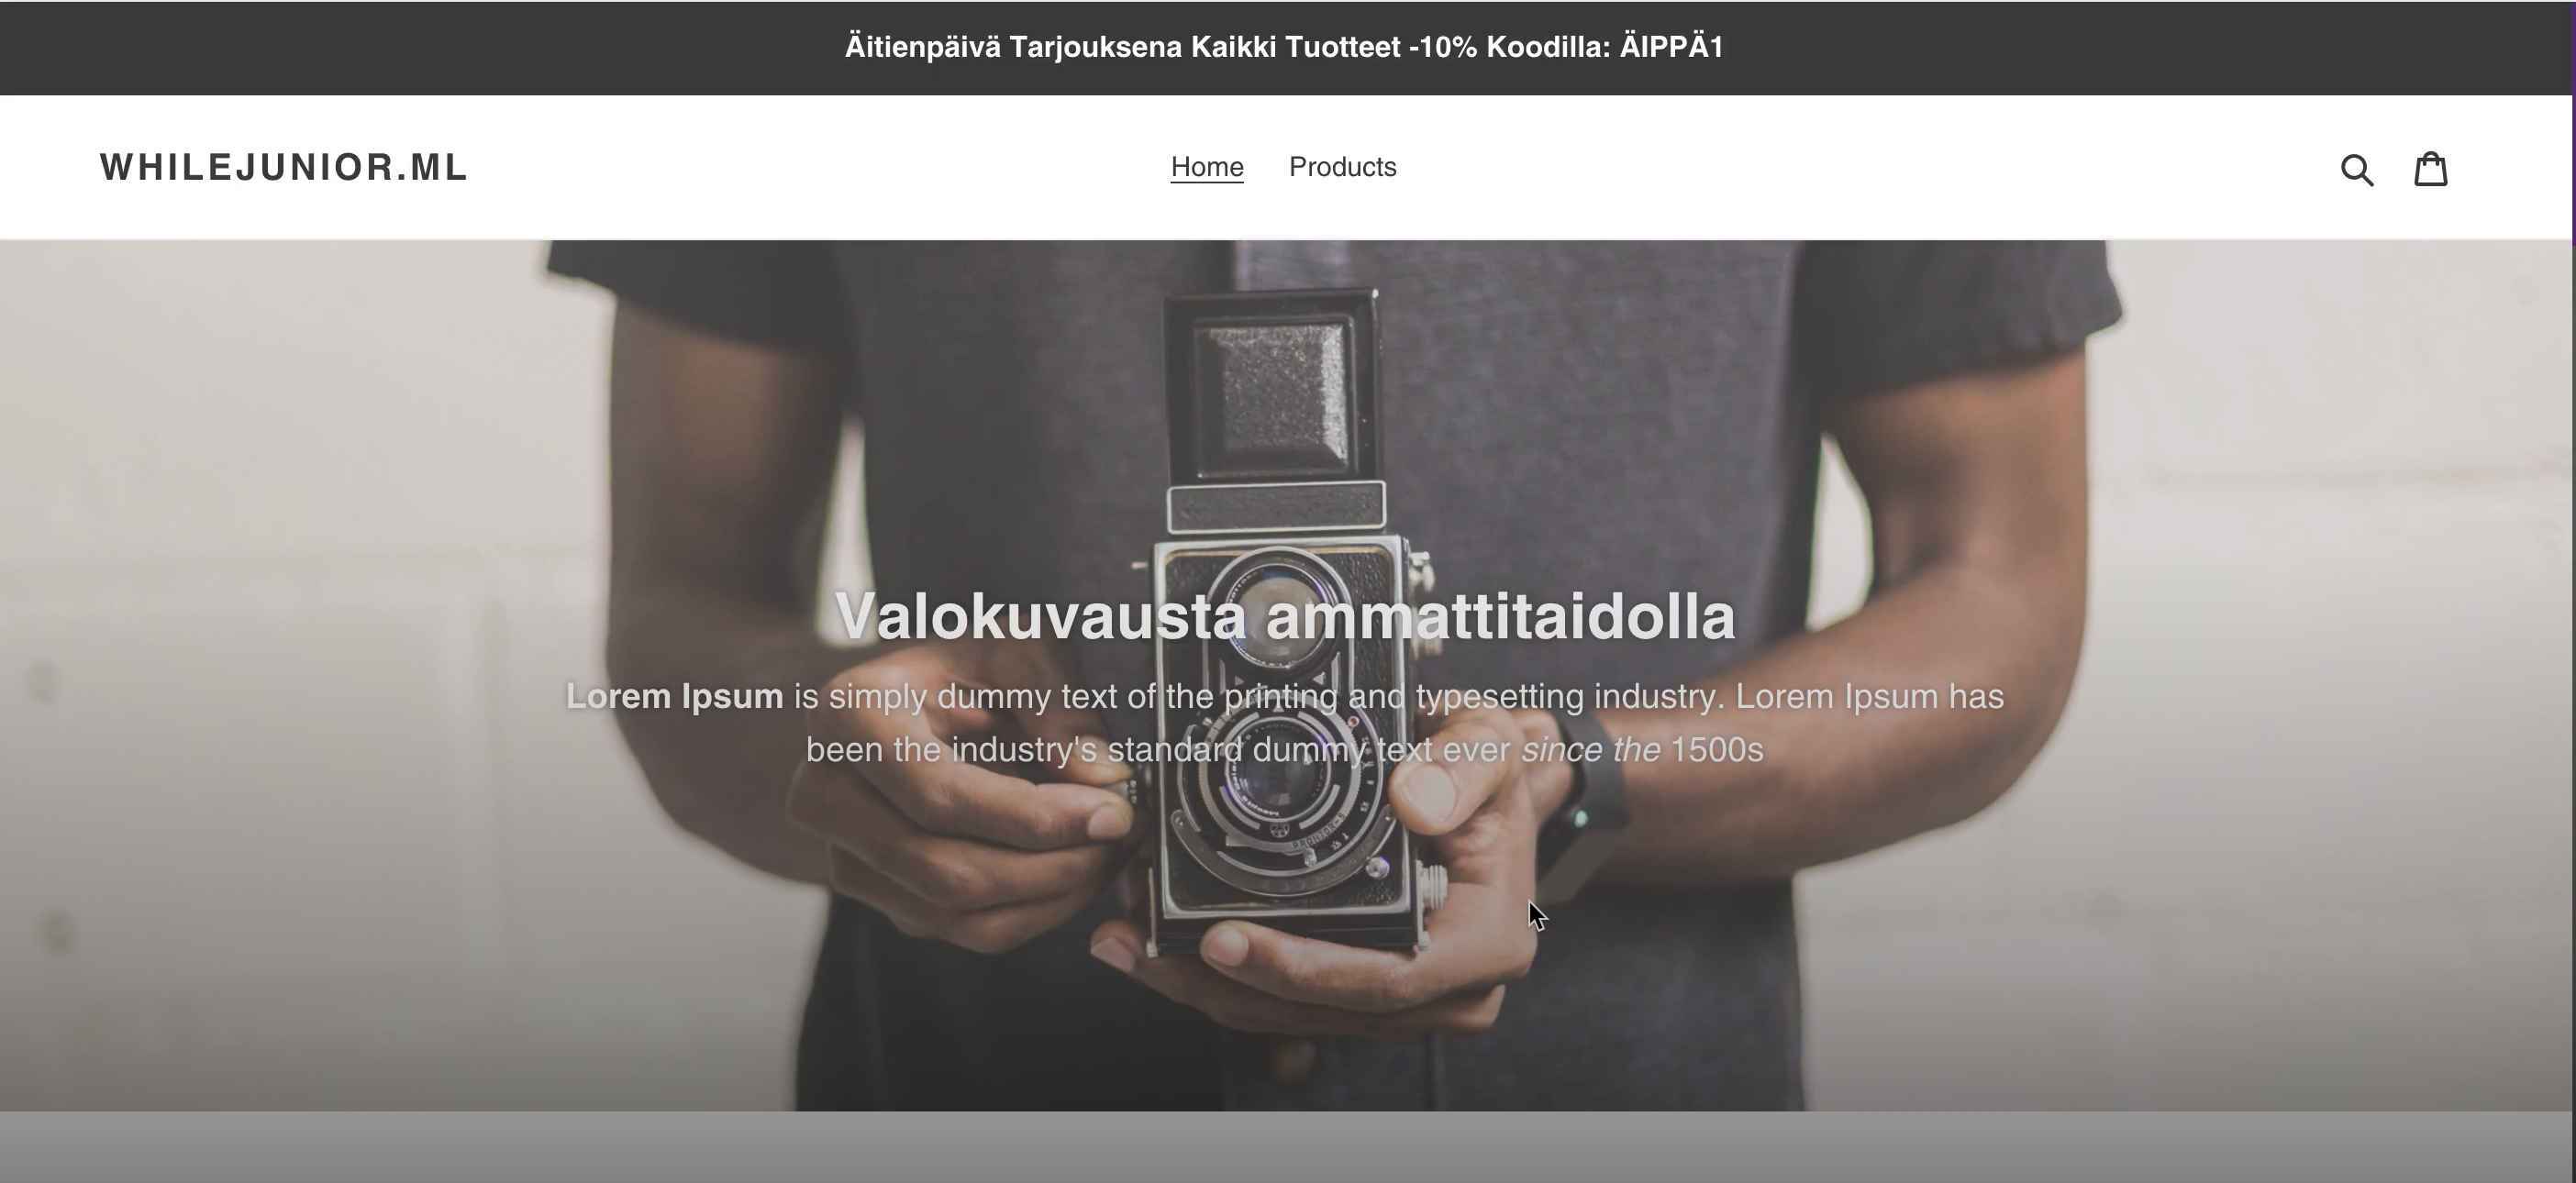 Äitienpäivä Tarjouksena Kaikki Tuotteet -10% Koodilla: ÄIPPÄ1
WHILEJUNIOR.ML
Home Products
Valokuvausta ammattitaidolla
Lorem Ipsum is simply dummy text of the printing and typesetting industry. Lorem Ipsum has
been the industry's standard dummy text ever since the 1500s
PRONTOR-S